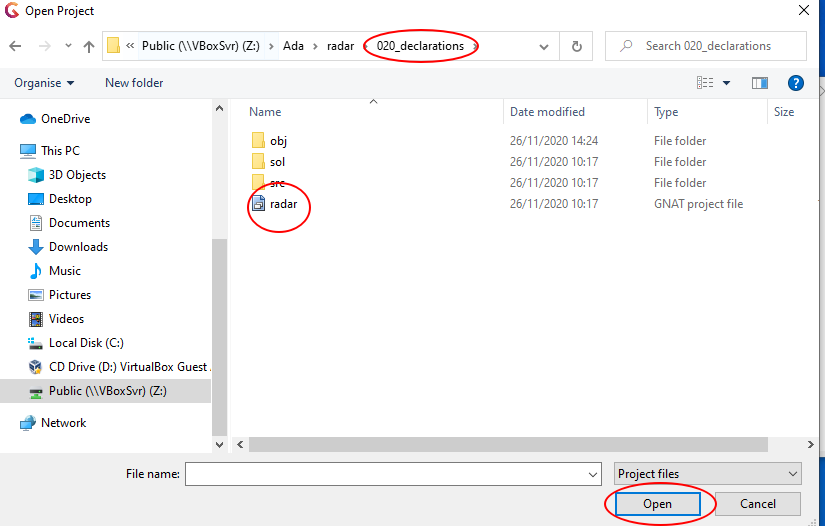 Open Project
« Public (\\VBoxSvr) (Z:) > Ada > radar > 020_declarations > Search 020_declarations
Organise New folder
Name Date modified Type Size
OneDrive
This PC
3D Objects
Desktop
Documents
Downloads
Music
Pictures
Videos
Local Disk (C:)
CD Drive (D:) VirtualBox Guest
Public (\\VBoxSvr) (Z:)
Network
obj 26/11/2020 14:24 File folder
sol 26/11/2020 10:17 File folder
src 26/11/2020 10:17 File folder
radar 26/11/2020 10:17 GNAT project file
File name: Project files
Open Cancel